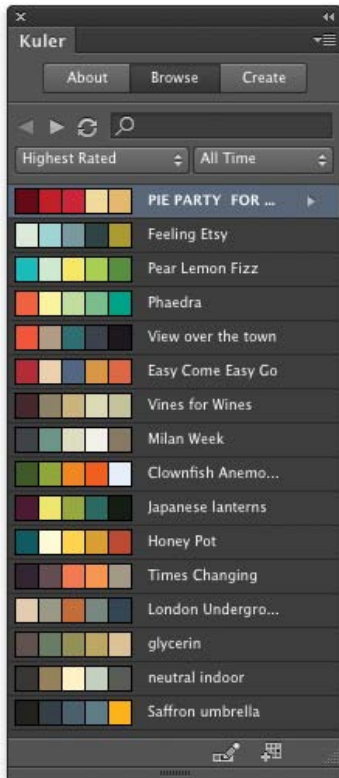 Kuler
About Browse Create
Highest Rated All Time
PIE PARTY FOR ...
Feeling Etsy
Pear Lemon Fizz
Phaedra
View over the town
Easy Come Easy Go
Vines for Wines
Milan Week
Clownfish Anemo...
Japanese lanterns
Honey Pot
Times Changing
London Undergro...
glycerin
neutral indoor
Saffron umbrella